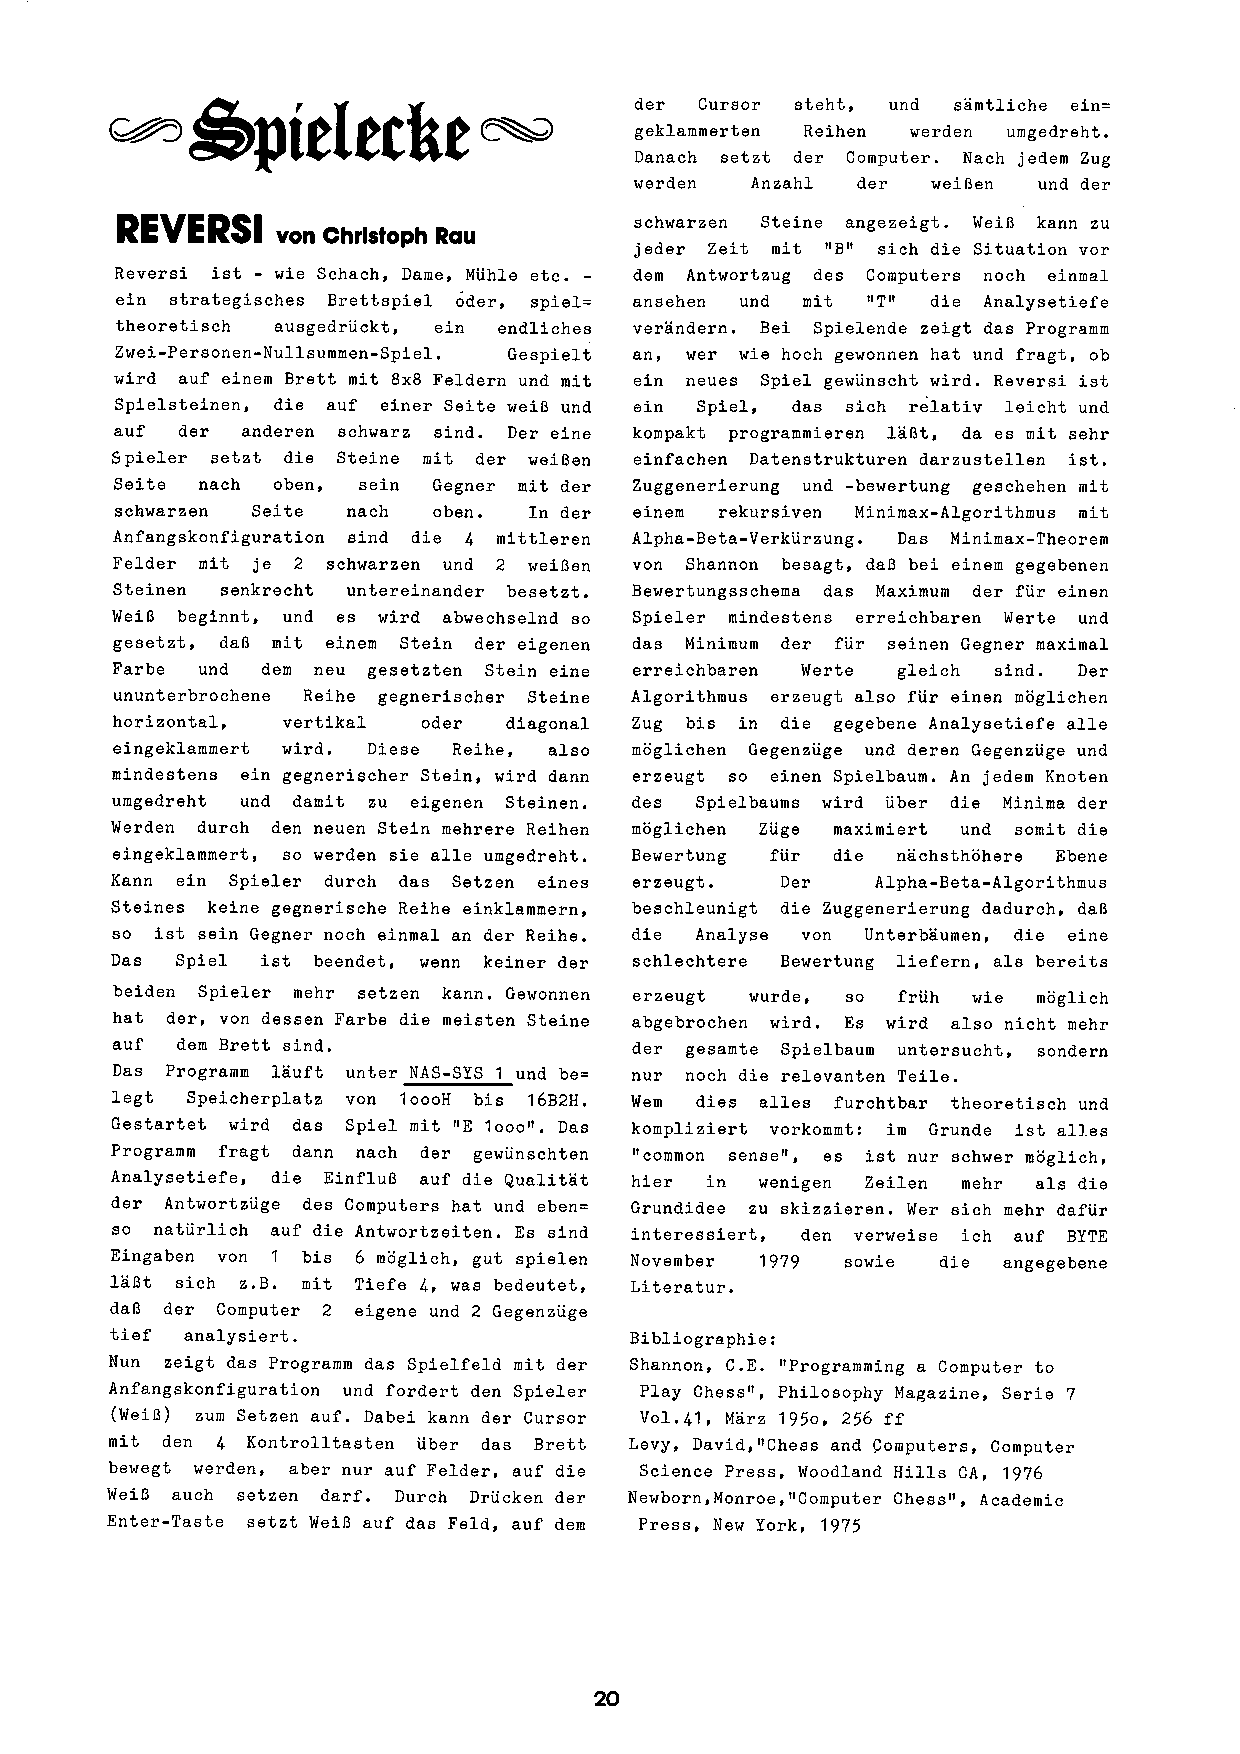 Spielecke
REVERSI von Christoph Rau
Reversi ist - wie Schach, Dame, Mühle etc. -
ein strategisches Brettspiel oder, spiel=
theoretisch ausgedrückt, ein endliches
Zwei-Personen-Nullsummen-Spiel. Gespielt
wird auf einem Brett mit 8x8 Feldern und mit
Spielsteinen, die auf einer Seite weiß und
auf der anderen schwarz sind. Der eine
Spieler setzt die Steine mit der weißen
Seite nach oben, sein Gegner mit der
schwarzen Seite nach oben. In der
Anfangskonfiguration sind die 4 mittleren
Felder mit je 2 schwarzen und 2 weißen
Steinen senkrecht untereinander besetzt.
Weiß beginnt, und es wird abwechselnd so
gesetzt, daß mit einem Stein der eigenen
Farbe und dem neu gesetzten Stein eine
ununterbrochene Reihe gegnerischer Steine
horizontal, vertikal oder diagonal
eingeklammert wird. Diese Reihe, also
mindestens ein gegnerischer Stein, wird dann
umgedreht und damit zu eigenen Steinen.
Werden durch den neuen Stein mehrere Reihen
eingeklammert, so werden sie alle umgedreht.
Kann ein Spieler durch das Setzen eines
Steines keine gegnerische Reihe einklammern,
so ist sein Gegner noch einmal an der Reihe.
Das Spiel ist beendet, wenn keiner der
beiden Spieler mehr setzen kann. Gewonnen
hat der, von dessen Farbe die meisten Steine
auf dem Brett sind.
Das Programm läuft unter NAS-SYS 1 und be=
legt Speicherplatz von 1oooH bis 16B2H.
Gestartet wird das Spiel mit "E 1ooo". Das
Programm fragt dann nach der gewünschten
Analysetiefe, die Einfluß auf die Qualität
der Antwortzüge des Computers hat und eben=
so natürlich auf die Antwortzeiten. Es sind
Eingaben von 1 bis 6 möglich, gut spielen
läßt sich z.B. mit Tiefe 4, was bedeutet,
daß der Computer 2 eigene und 2 Gegenzüge
tief analysiert.
Nun zeigt das Programm das Spielfeld mit der
Anfangskonfiguration und fordert den Spieler
(Weiß) zum Setzen auf. Dabei kann der Cursor
mit den 4 Kontrolltasten über das Brett
bewegt werden, aber nur auf Felder, auf die
Weiß auch setzen darf. Durch Drücken der
Enter-Taste setzt Weiß auf das Feld, auf dem
der Cursor steht, und sämtliche ein=
geklammerten Reihen werden umgedreht.
Danach setzt der Computer. Nach jedem Zug
werden Anzahl der weißen und der
schwarzen Steine angezeigt. Weiß kann zu
jeder Zeit mit "B" sich die Situation vor
dem Antwortzug des Computers noch einmal
ansehen und mit "T" die Analysetiefe
verändern. Bei Spielende zeigt das Programm
an, wer wie hoch gewonnen hat und fragt, ob
ein neues Spiel gewünscht wird. Reversi ist
ein Spiel, das sich relativ leicht und
kompakt programmieren läßt, da es mit sehr
einfachen Datenstrukturen darzustellen ist.
Zuggenerierung und -bewertung geschehen mit
einem rekursiven Minimax-Algorithmus mit
Alpha-Beta-Verkürzung. Das Minimax-Theorem
von Shannon besagt, daß bei einem gegebenen
Bewertungsschema das Maximum der für einen
Spieler mindestens erreichbaren Werte und
das Minimum der für seinen Gegner maximal
erreichbaren Werte gleich sind. Der
Algorithmus erzeugt also für einen möglichen
Zug bis in die gegebene Analysetiefe alle
möglichen Gegenzüge und deren Gegenzüge und
erzeugt so einen Spielbaum. An jedem Knoten
des Spielbaums wird über die Minima der
möglichen Züge maximiert und somit die
Bewertung für die nächsthöhere Ebene
erzeugt. Der Alpha-Beta-Algorithmus
beschleunigt die Zuggenerierung dadurch, daß
die Analyse von Unterbäumen, die eine
schlechtere Bewertung liefern, als bereits
erzeugt wurde, so früh wie möglich
abgebrochen wird. Es wird also nicht mehr
der gesamte Spielbaum untersucht, sondern
nur noch die relevanten Teile.
Wem dies alles furchtbar theoretisch und
kompliziert vorkommt: im Grunde ist alles
"common sense", es ist nur schwer möglich,
hier in wenigen Zeilen mehr als die
Grundidee zu skizzieren. Wer sich mehr dafür
interessiert, den verweise ich auf BYTE
November 1979 sowie die angegebene
Literatur.
Bibliographie:
Shannon, C.E. "Programming a Computer to
Play Chess", Philosophy Magazine, Serie 7
Vol.41, März 195o, 256 ff
Levy, David,"Chess and Computers, Computer
Science Press, Woodland Hills CA, 1976
Newborn,Monroe,"Computer Chess", Academic
Press, New York, 1975
20